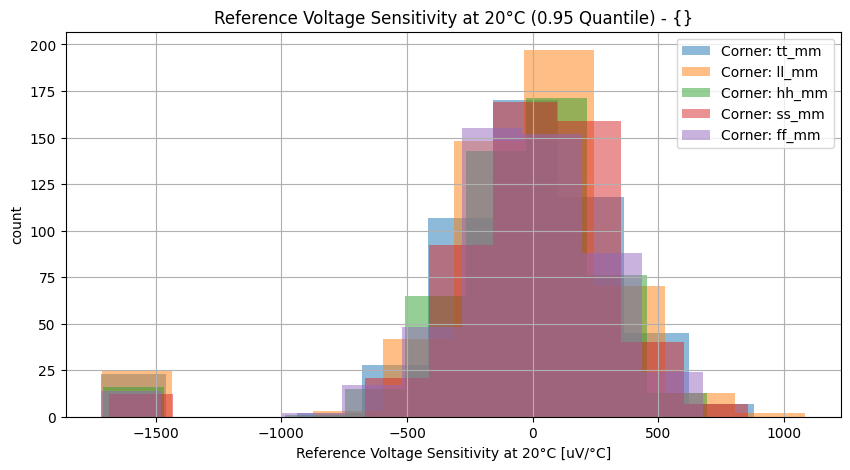 Reference Voltage Sensitivity at 20°C (0.95 Quantile) - {}
200
175
150
125
100
75
50
25
0
count
Corner: tt_mm
Corner: ll_mm
Corner: hh_mm
Corner: ss_mm
Corner: ff_mm
−1500
−1000
−500
0
500
1000
Reference Voltage Sensitivity at 20°C [uV/°C]